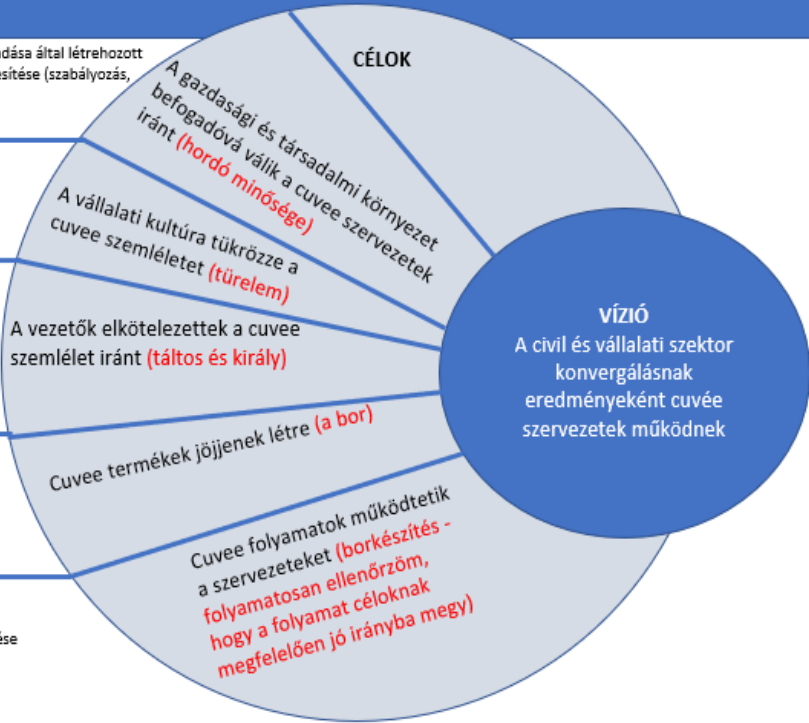 által létrehozott
(szabályozás,
CÉLOK
A gazdasági és társadalmi környezet
befogadóvá válik a cuvee szervezetek
iránt (hordó minősége)
A vállalati kultúra tükrözze a
cuvee szemléletet (türelem)
A vezetők elkötelezettek a cuvee
szemlélet iránt (táltos és király)
Cuvee termékek jöjjenek létre (a bor)
Cuvee folyamatok működtetik
a szervezeteket (borkészítés -
folyamatosan ellenőrzöm,
hogy a folyamat céloknak
megfelelően jó irányba megy)
VÍZIÓ
A civil és vállalati szektor
konvergálásnak
eredményeként cuvée
szervezetek működnek